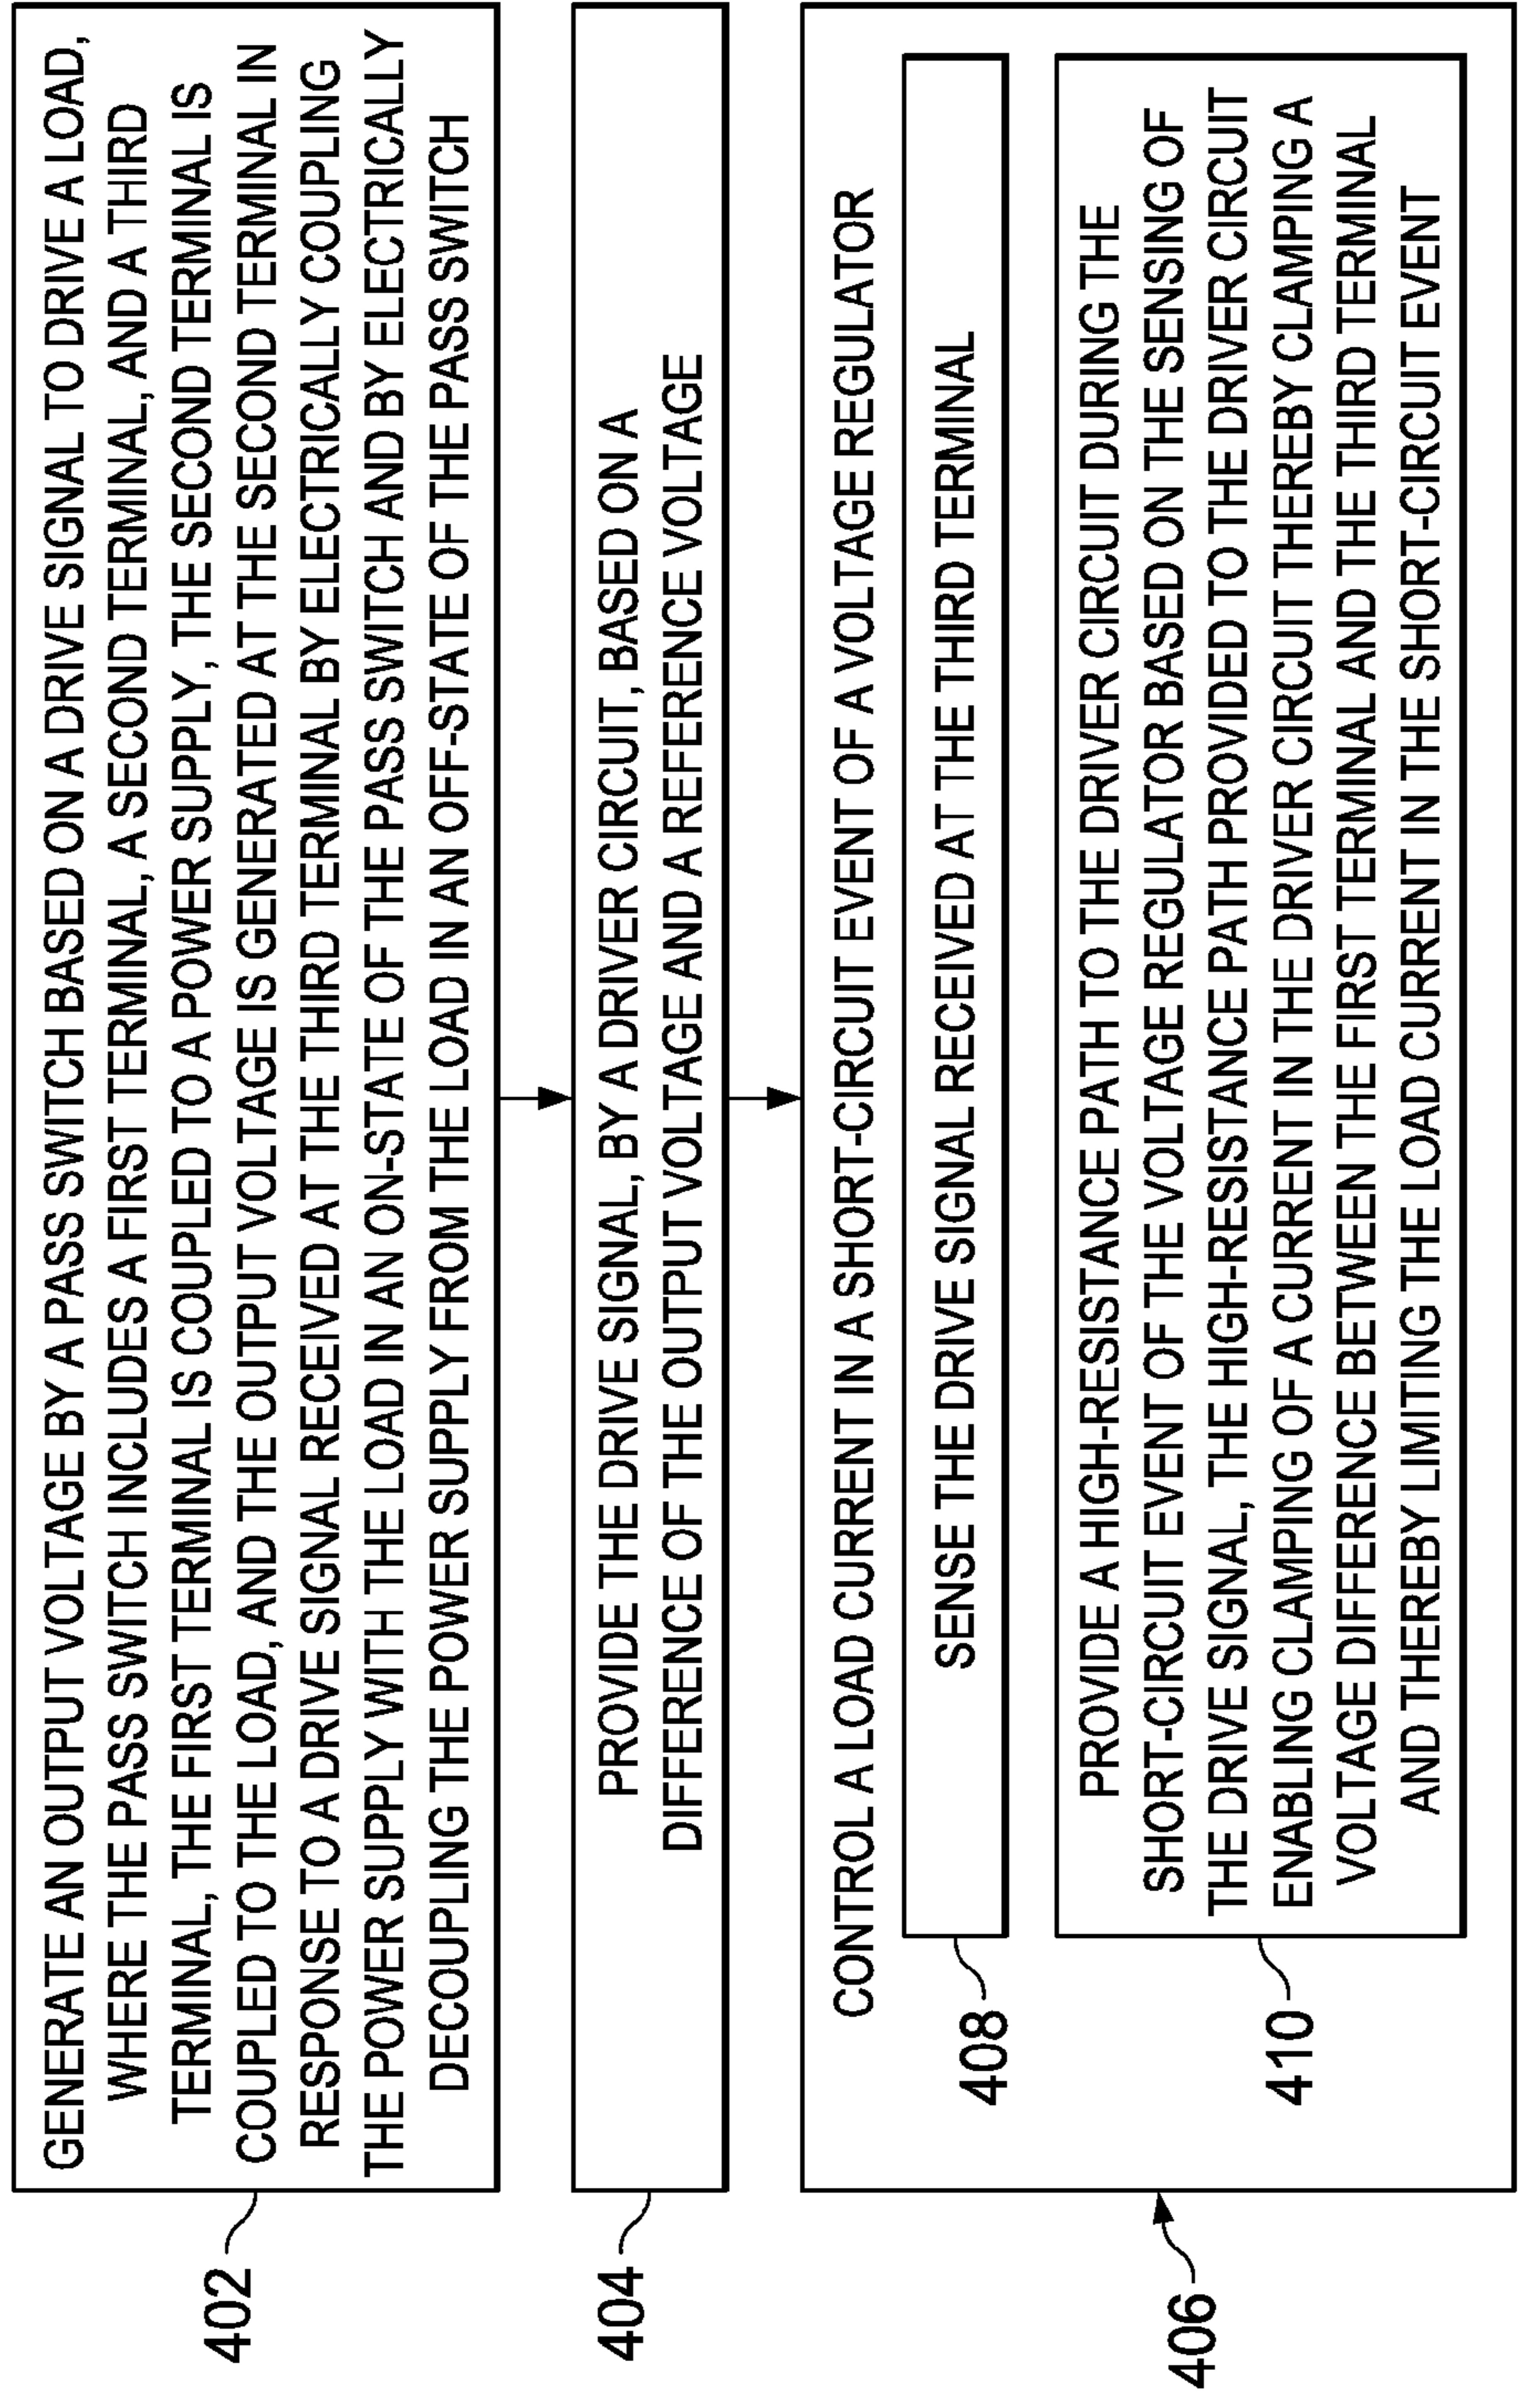 GENERATE AN OUTPUT VOLTAGE BY A PASS SWITCH BASED ON A DRIVE SIGNAL TO DRIVE A LOAD,
WHERE THE PASS SWITCH INCLUDES A FIRST TERMINAL, A SECOND TERMINAL, AND A THIRD
TERMINAL, THE FIRST TERMINAL IS COUPLED TO A POWER SUPPLY, THE SECOND TERMINAL IS
COUPLED TO THE LOAD, AND THE OUTPUT VOLTAGE IS GENERATED AT THE SECOND TERMINAL IN
RESPONSE TO A DRIVE SIGNAL RECEIVED AT THE THIRD TERMINAL BY ELECTRICALLY COUPLING
THE POWER SUPPLY WITH THE LOAD IN AN ON-STATE OF THE PASS SWITCH AND BY ELECTRICALLY
DECOUPLING THE POWER SUPPLY FROM THE LOAD IN AN OFF-STATE OF THE PASS SWITCH
402
PROVIDE THE DRIVE SIGNAL, BY A DRIVER CIRCUIT, BASED ON A
DIFFERENCE OF THE OUTPUT VOLTAGE AND A REFERENCE VOLTAGE
404
CONTROL A LOAD CURRENT IN A SHORT-CIRCUIT EVENT OF A VOLTAGE REGULATOR
406
SENSE THE DRIVE SIGNAL RECEIVED AT THE THIRD TERMINAL
408
PROVIDE A HIGH-RESISTANCE PATH TO THE DRIVER CIRCUIT DURING THE
SHORT-CIRCUIT EVENT OF THE VOLTAGE REGULATOR BASED ON THE SENSING OF
THE DRIVE SIGNAL, THE HIGH-RESISTANCE PATH PROVIDED TO THE DRIVER CIRCUIT
ENABLING CLAMPING OF A CURRENT IN THE DRIVER CIRCUIT THEREBY CLAMPING A
VOLTAGE DIFFERENCE BETWEEN THE FIRST TERMINAL AND THE THIRD TERMINAL
AND THEREBY LIMITING THE LOAD CURRENT IN THE SHORT-CIRCUIT EVENT
410